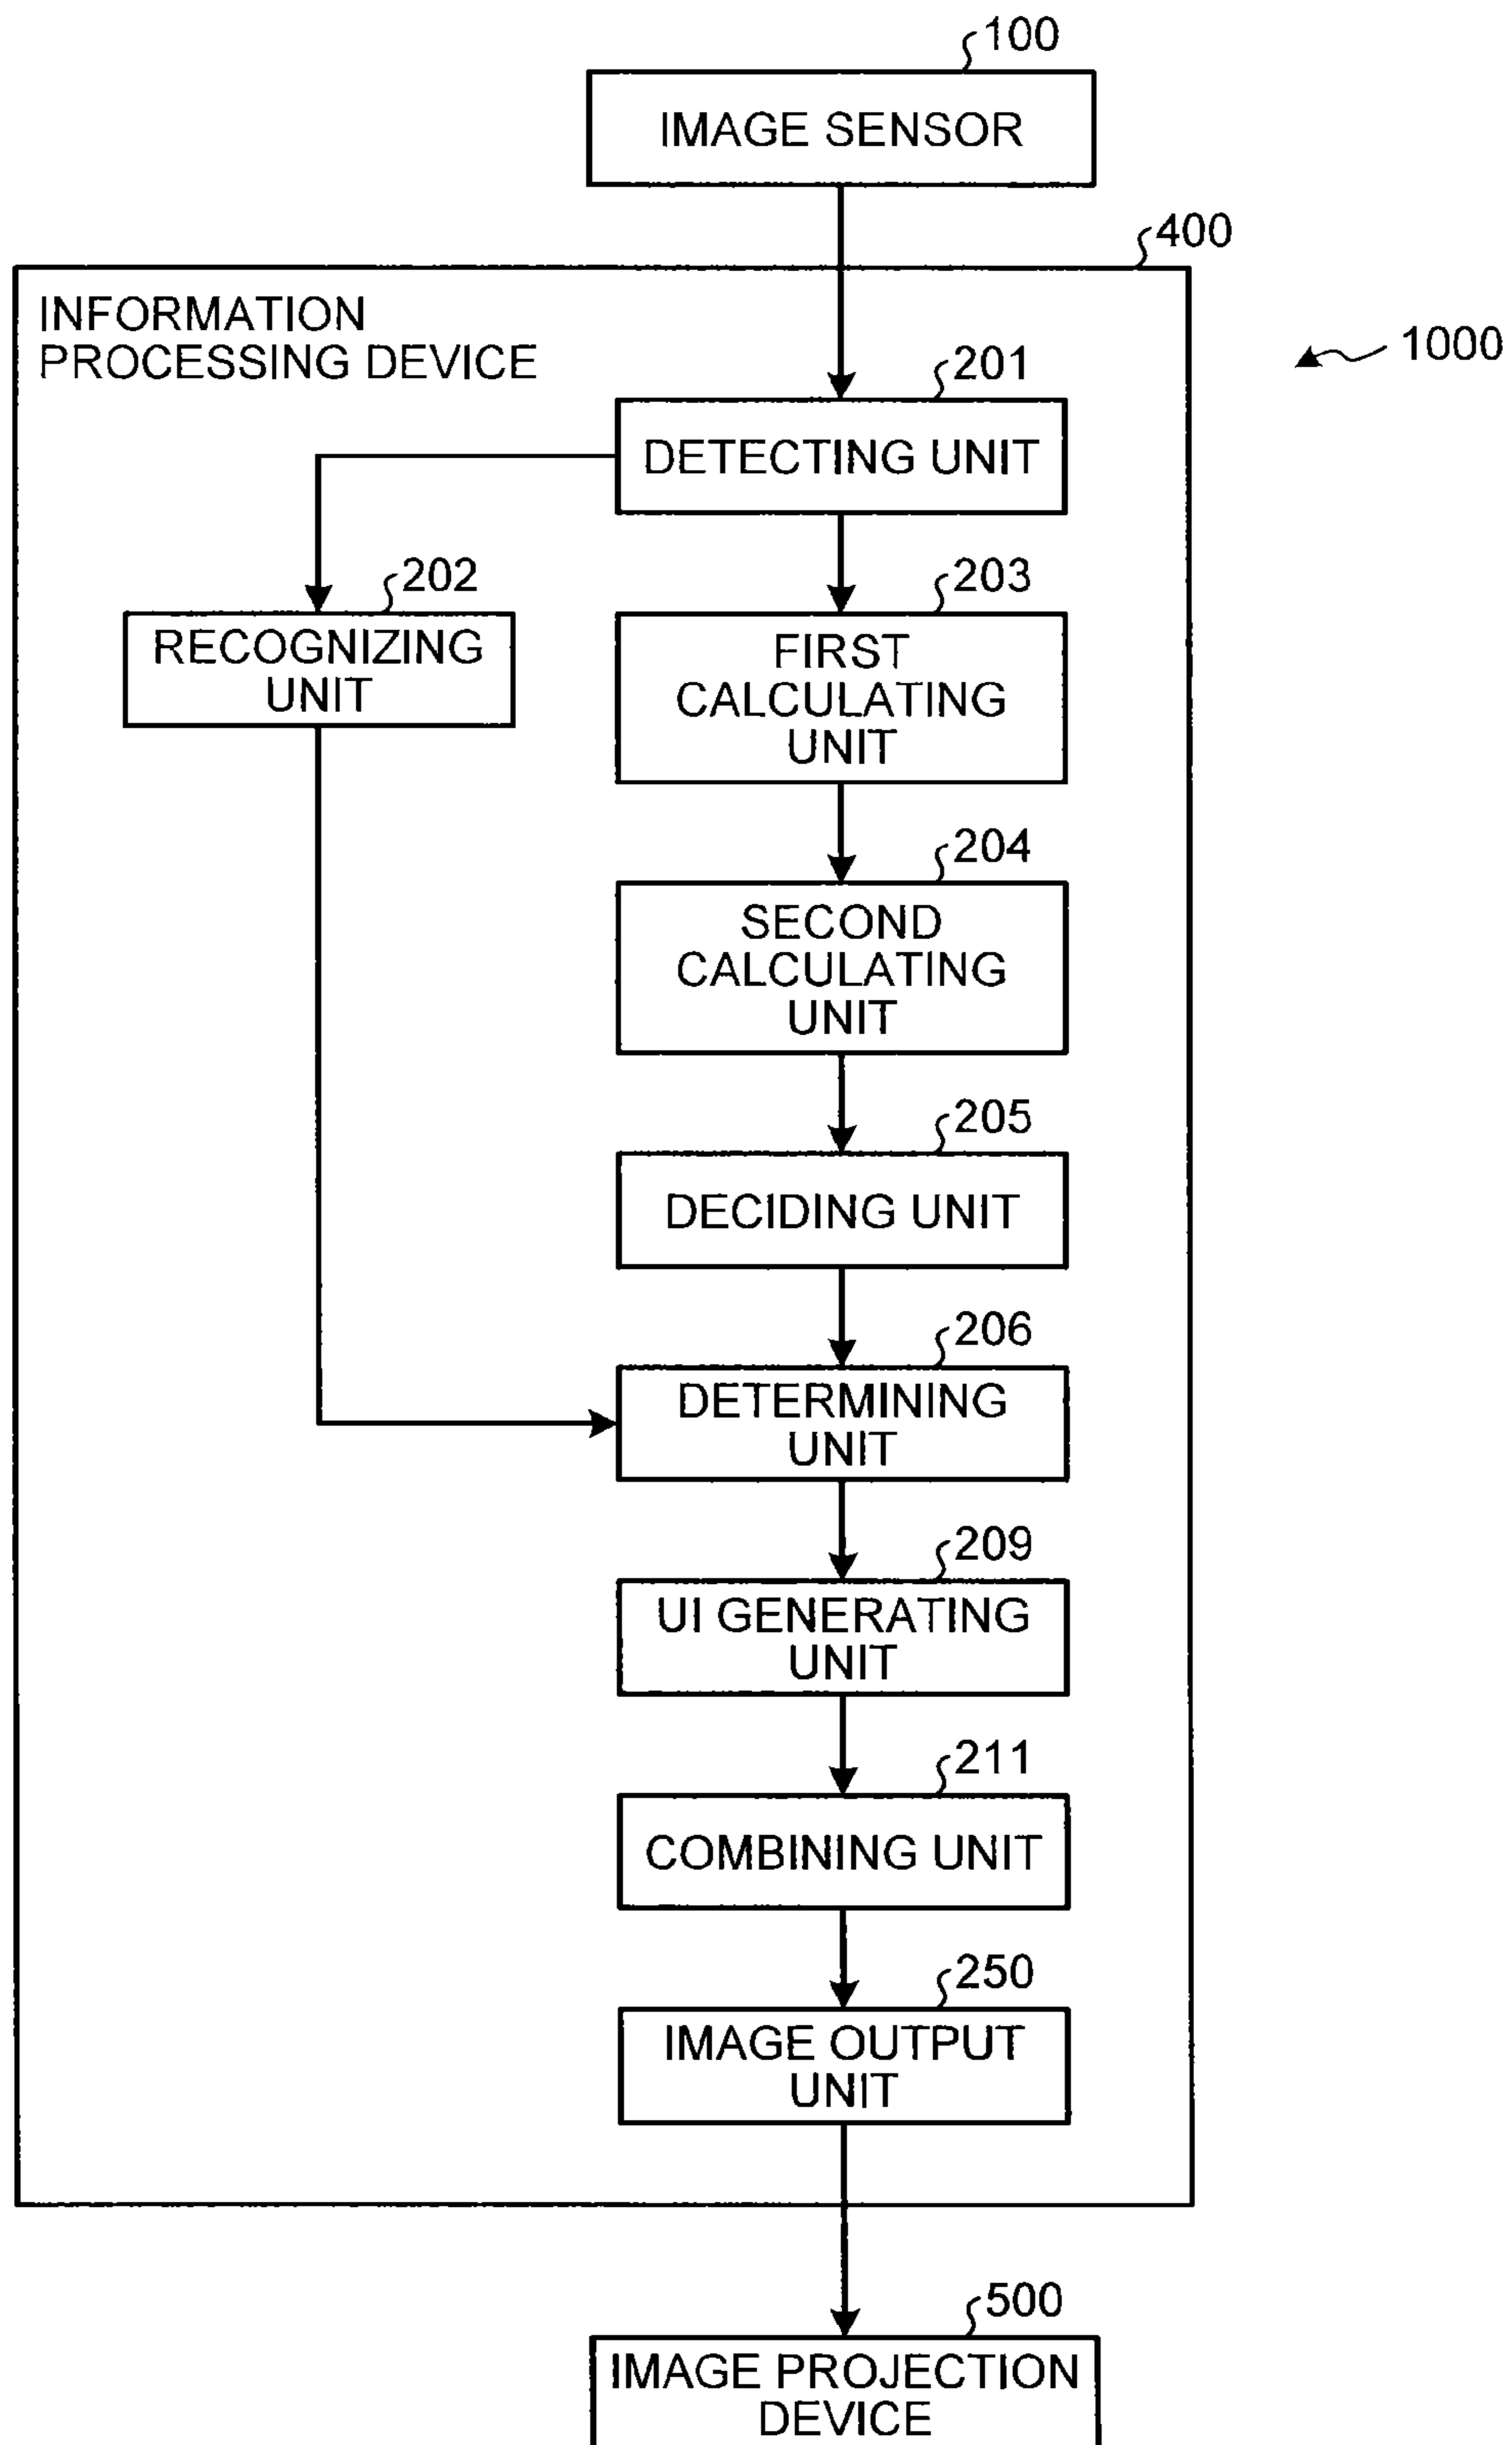 100
IMAGE SENSOR
400
INFORMATION
PROCESSING DEVICE
1000
201
DETECTING UNIT
202
RECOGNIZING
UNIT
203
FIRST
CALCULATING
UNIT
204
SECOND
CALCULATING
UNIT
205
DECIDING UNIT
206
DETERMINING
UNIT
209
UI GENERATING
UNIT
211
COMBINING UNIT
250
IMAGE OUTPUT
UNIT
500
IMAGE PROJECTION
DEVICE